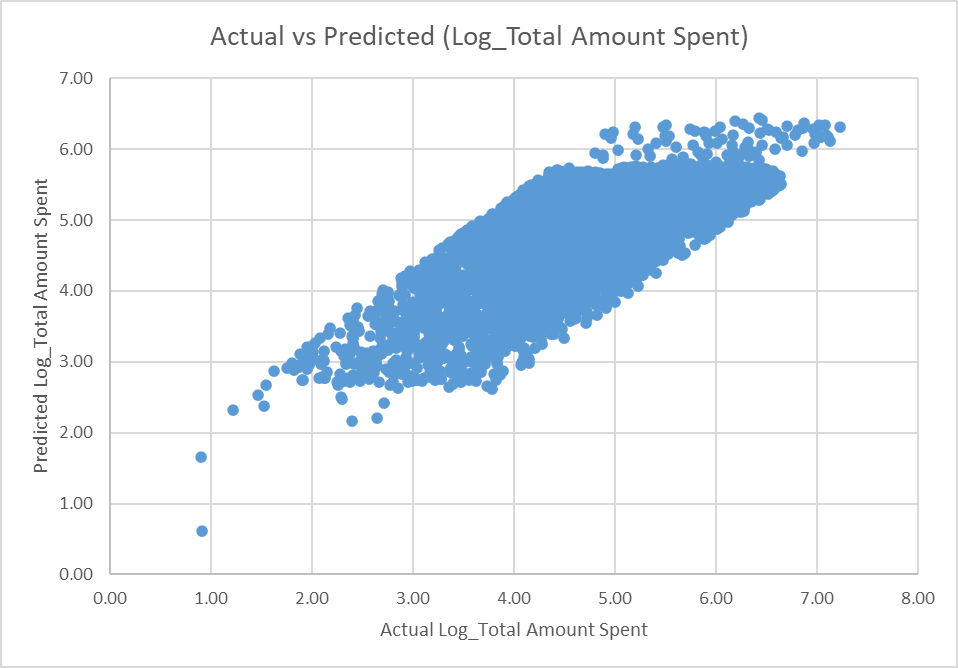 Actual vs Predicted (Log_Total Amount Spent)
7.00
6.00
5.00
4.00
3.00
2.00
1.00
0.00
Predicted Log_Total Amount Spent
0.00 1.00 2.00 3.00 4.00 5.00 6.00 7.00 8.00
Actual Log_Total Amount Spent